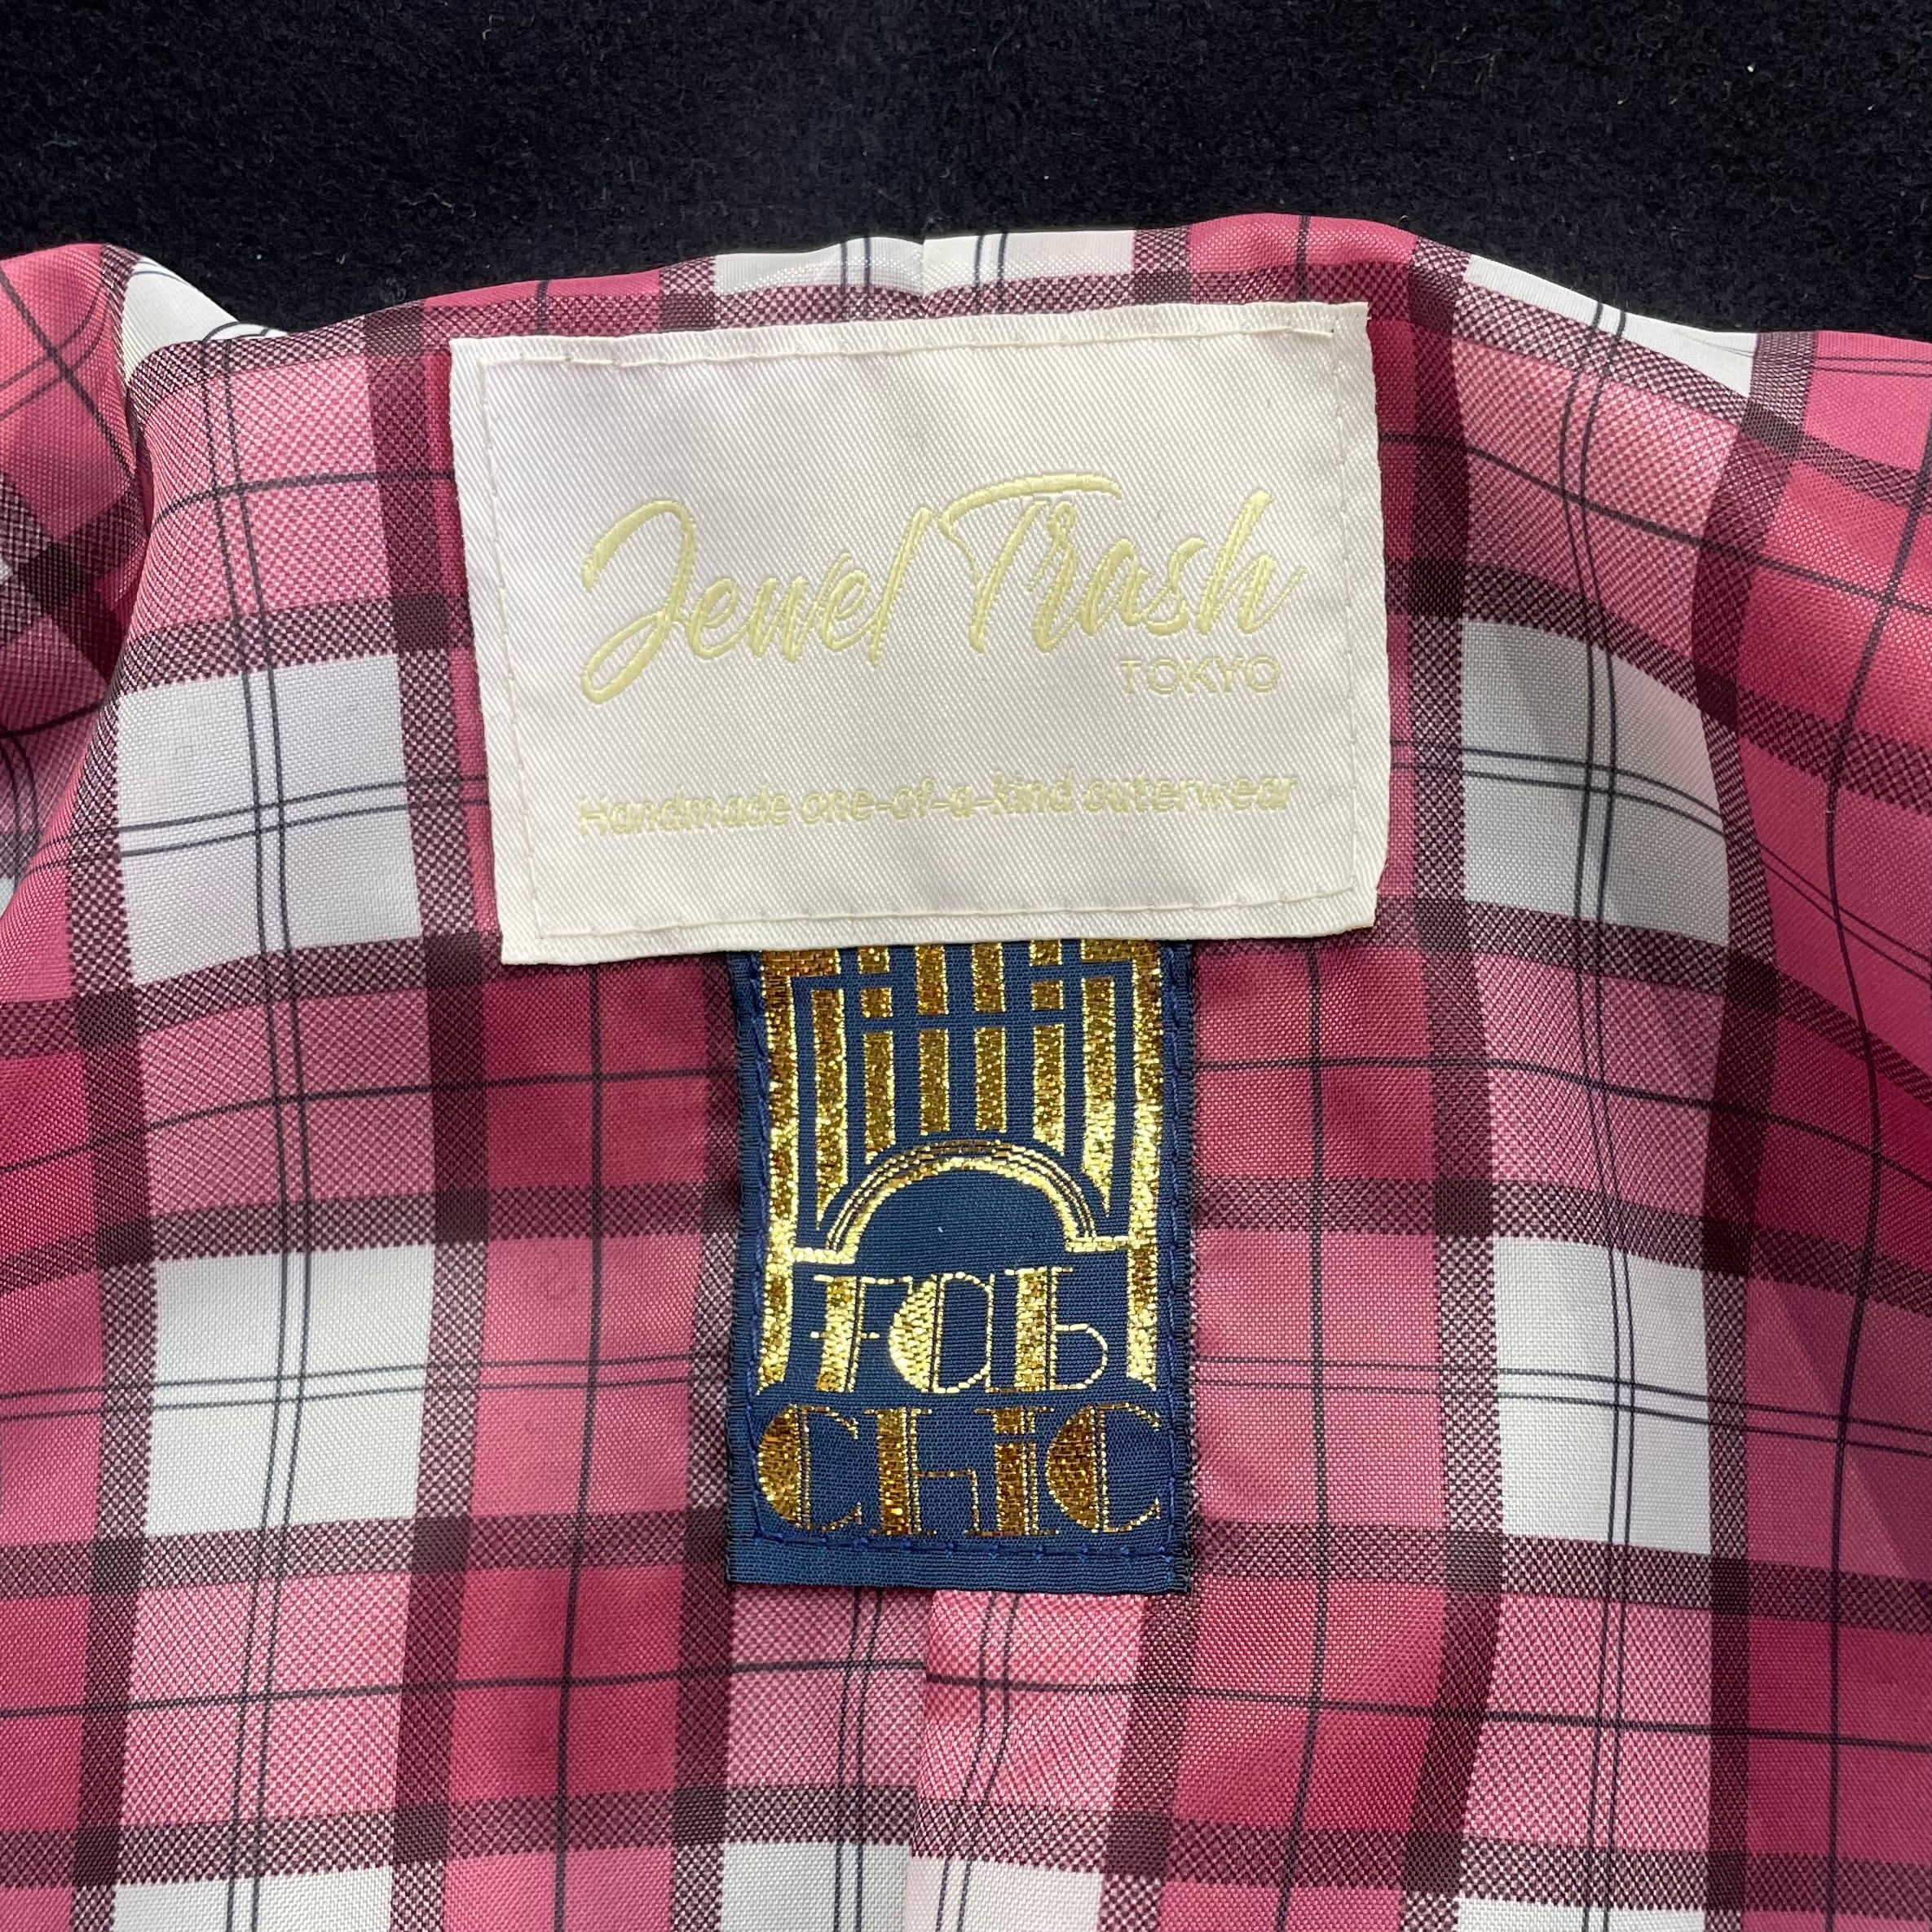 Jewel Trash
TOKYO
Handmade one-of-a-kind outerwear
Fab
CHiC